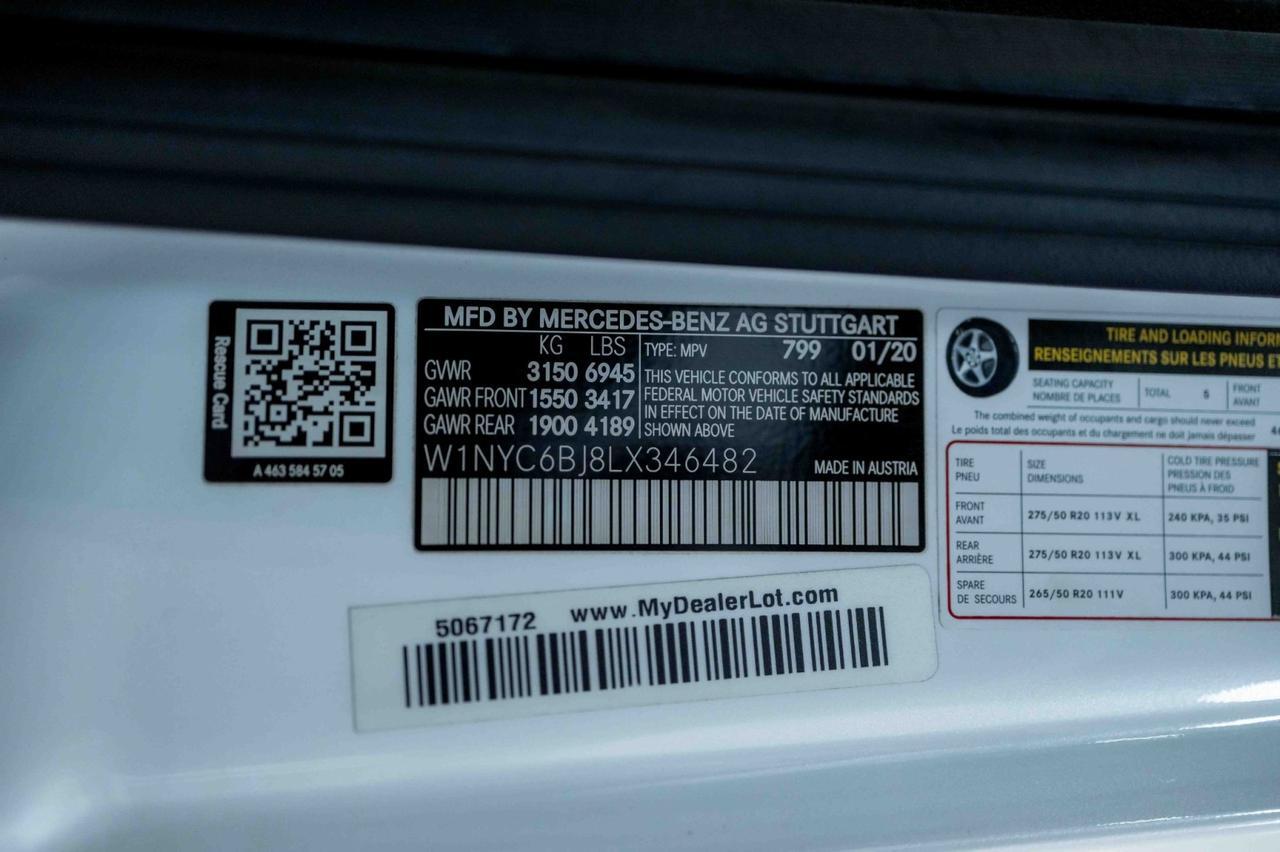 Rescue Card
A 463 584 57 05
MFD BY MERCEDES-BENZ AG STUTTGART
KG LBS
GVWR 3150 6945
GAWR FRONT 1550 3417
GAWR REAR 1900 4189
TYPE: MPV 799 01/20
THIS VEHICLE CONFORMS TO ALL APPLICABLE
FEDERAL MOTOR VEHICLE SAFETY STANDARDS
IN EFFECT ON THE DATE OF MANUFACTURE
SHOWN ABOVE
W1NYC6BJ8LX346482 MADE IN AUSTRIA
5067172 www.MyDealerLot.com
TIRE AND LOADING INFOR
RENSEIGNEMENTS SUR LES PNEUS ET
SEATING CAPACITY TOTAL 5 FRONT
NOMBRE DE PLACES AVANT
The combined weight of occupants and cargo should never exceed
Le poids total des occupants et du chargement ne doit jamais dépasser
TIRE SIZE COLD TIRE PRESSURE
PNEU DIMENSIONS PRESSION DES
PNEUS À FROID
FRONT
AVANT 275/50 R20 113V XL 240 KPA, 35 PSI
REAR
ARRIÈRE 275/50 R20 113V XL 300 KPA, 44 PSI
SPARE
DE SECOURS 265/50 R20 111V 300 KPA, 44 PSI